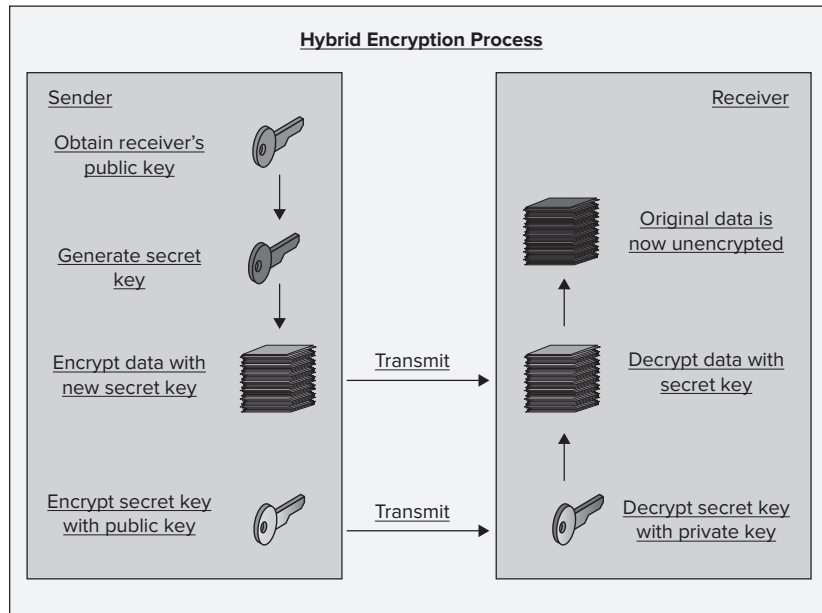 Hybrid Encryption Process
Sender
Obtain receiver's
public key
Generate secret
key
Encrypt data with
new secret key
Encrypt secret key
with public key
Transmit
Transmit
Receiver
Original data is
now unencrypted
Decrypt data with
secret key
Decrypt secret key
with private key